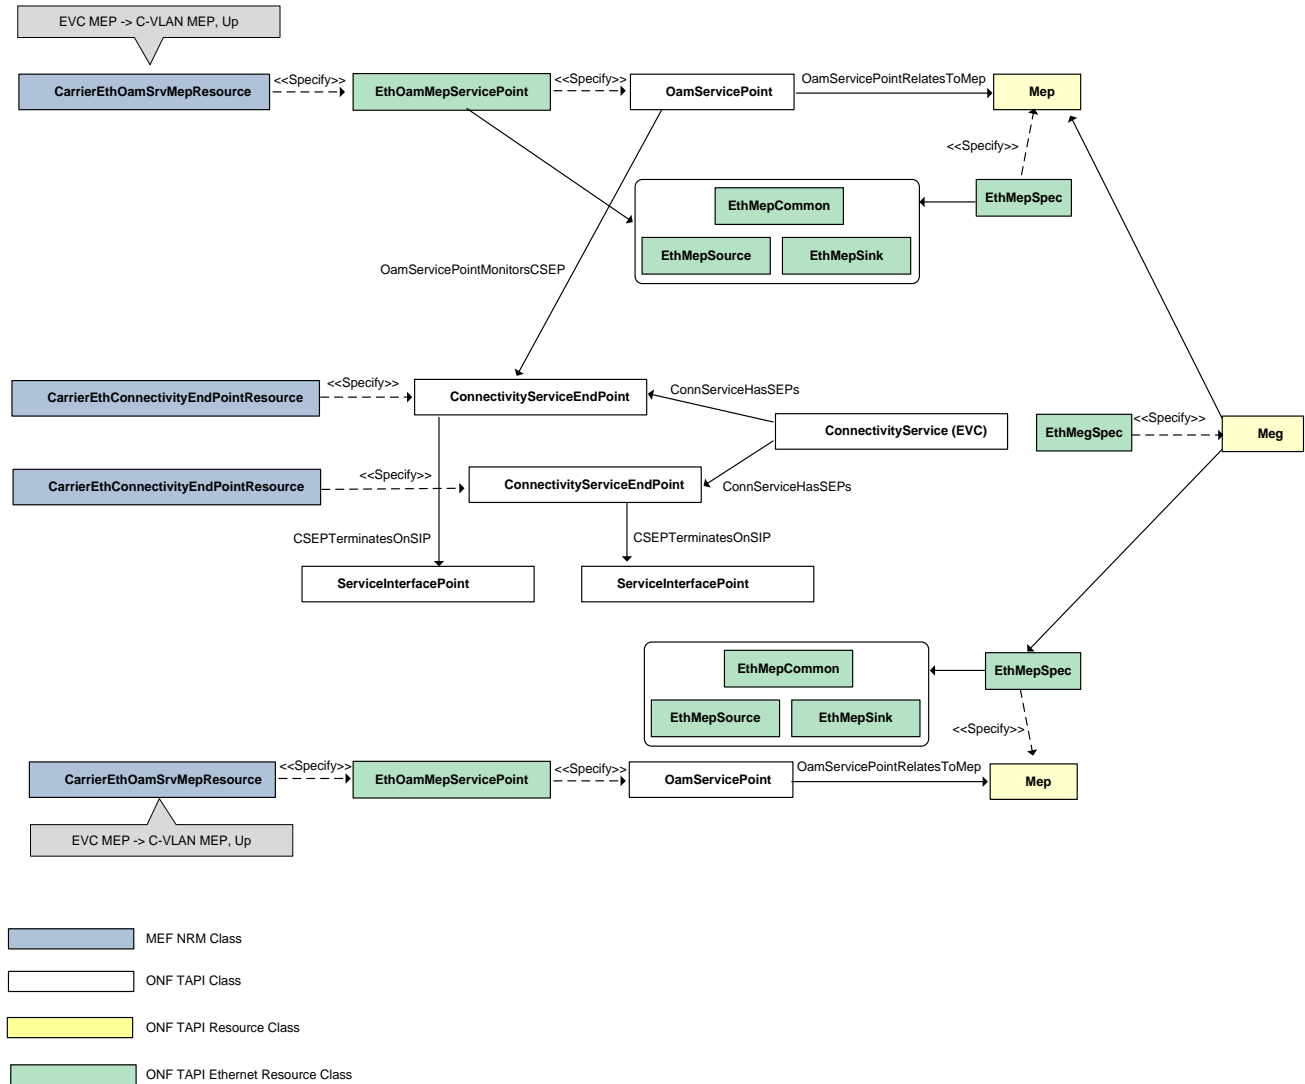 EVC MEP -> C-VLAN MEP, Up
CarrierEthOamSrvMepResource
<<Specify>>
EthOamMepServicePoint
<<Specify>>
OamServicePoint
OamServicePointRelatesToMep
Mep
<<Specify>>
EthMepSpec
EthMepCommon
EthMepSource
EthMepSink
OamServicePointMonitorsCSEP
CarrierEthConnectivityEndPointResource
<<Specify>>
ConnectivityServiceEndPoint
ConnServiceHasSEPs
ConnectivityService (EVC)
EthMegSpec
<<Specify>>
Meg
CarrierEthConnectivityEndPointResource
<<Specify>>
ConnectivityServiceEndPoint
ConnServiceHasSEPs
CSEPTerminatesOnSIP
CSEPTerminatesOnSIP
ServiceInterfacePoint
ServiceInterfacePoint
EthMepCommon
EthMepSource
EthMepSink
EthMepSpec
<<Specify>>
CarrierEthOamSrvMepResource
<<Specify>>
EthOamMepServicePoint
<<Specify>>
OamServicePoint
OamServicePointRelatesToMep
Mep
EVC MEP -> C-VLAN MEP, Up
MEF NRM Class
ONF TAPI Class
ONF TAPI Resource Class
ONF TAPI Ethernet Resource Class